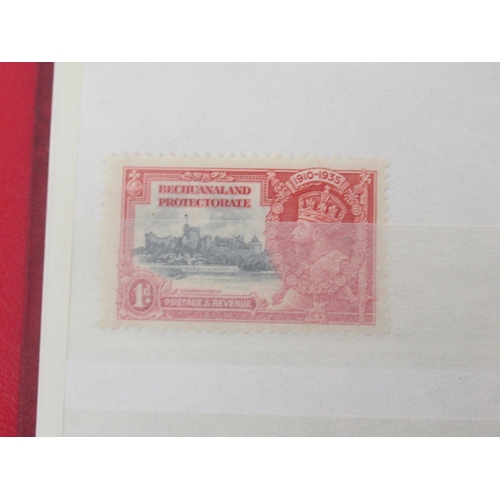 1910-1935
BECHUANALAND
PROTECTORATE
1d.
POSTAGE & REVENUE